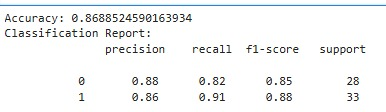 Accuracy: 0.8688524590163934
Classification Report:
precision recall f1-score support
0 0.88 0.82 0.85 28
1 0.86 0.91 0.88 33